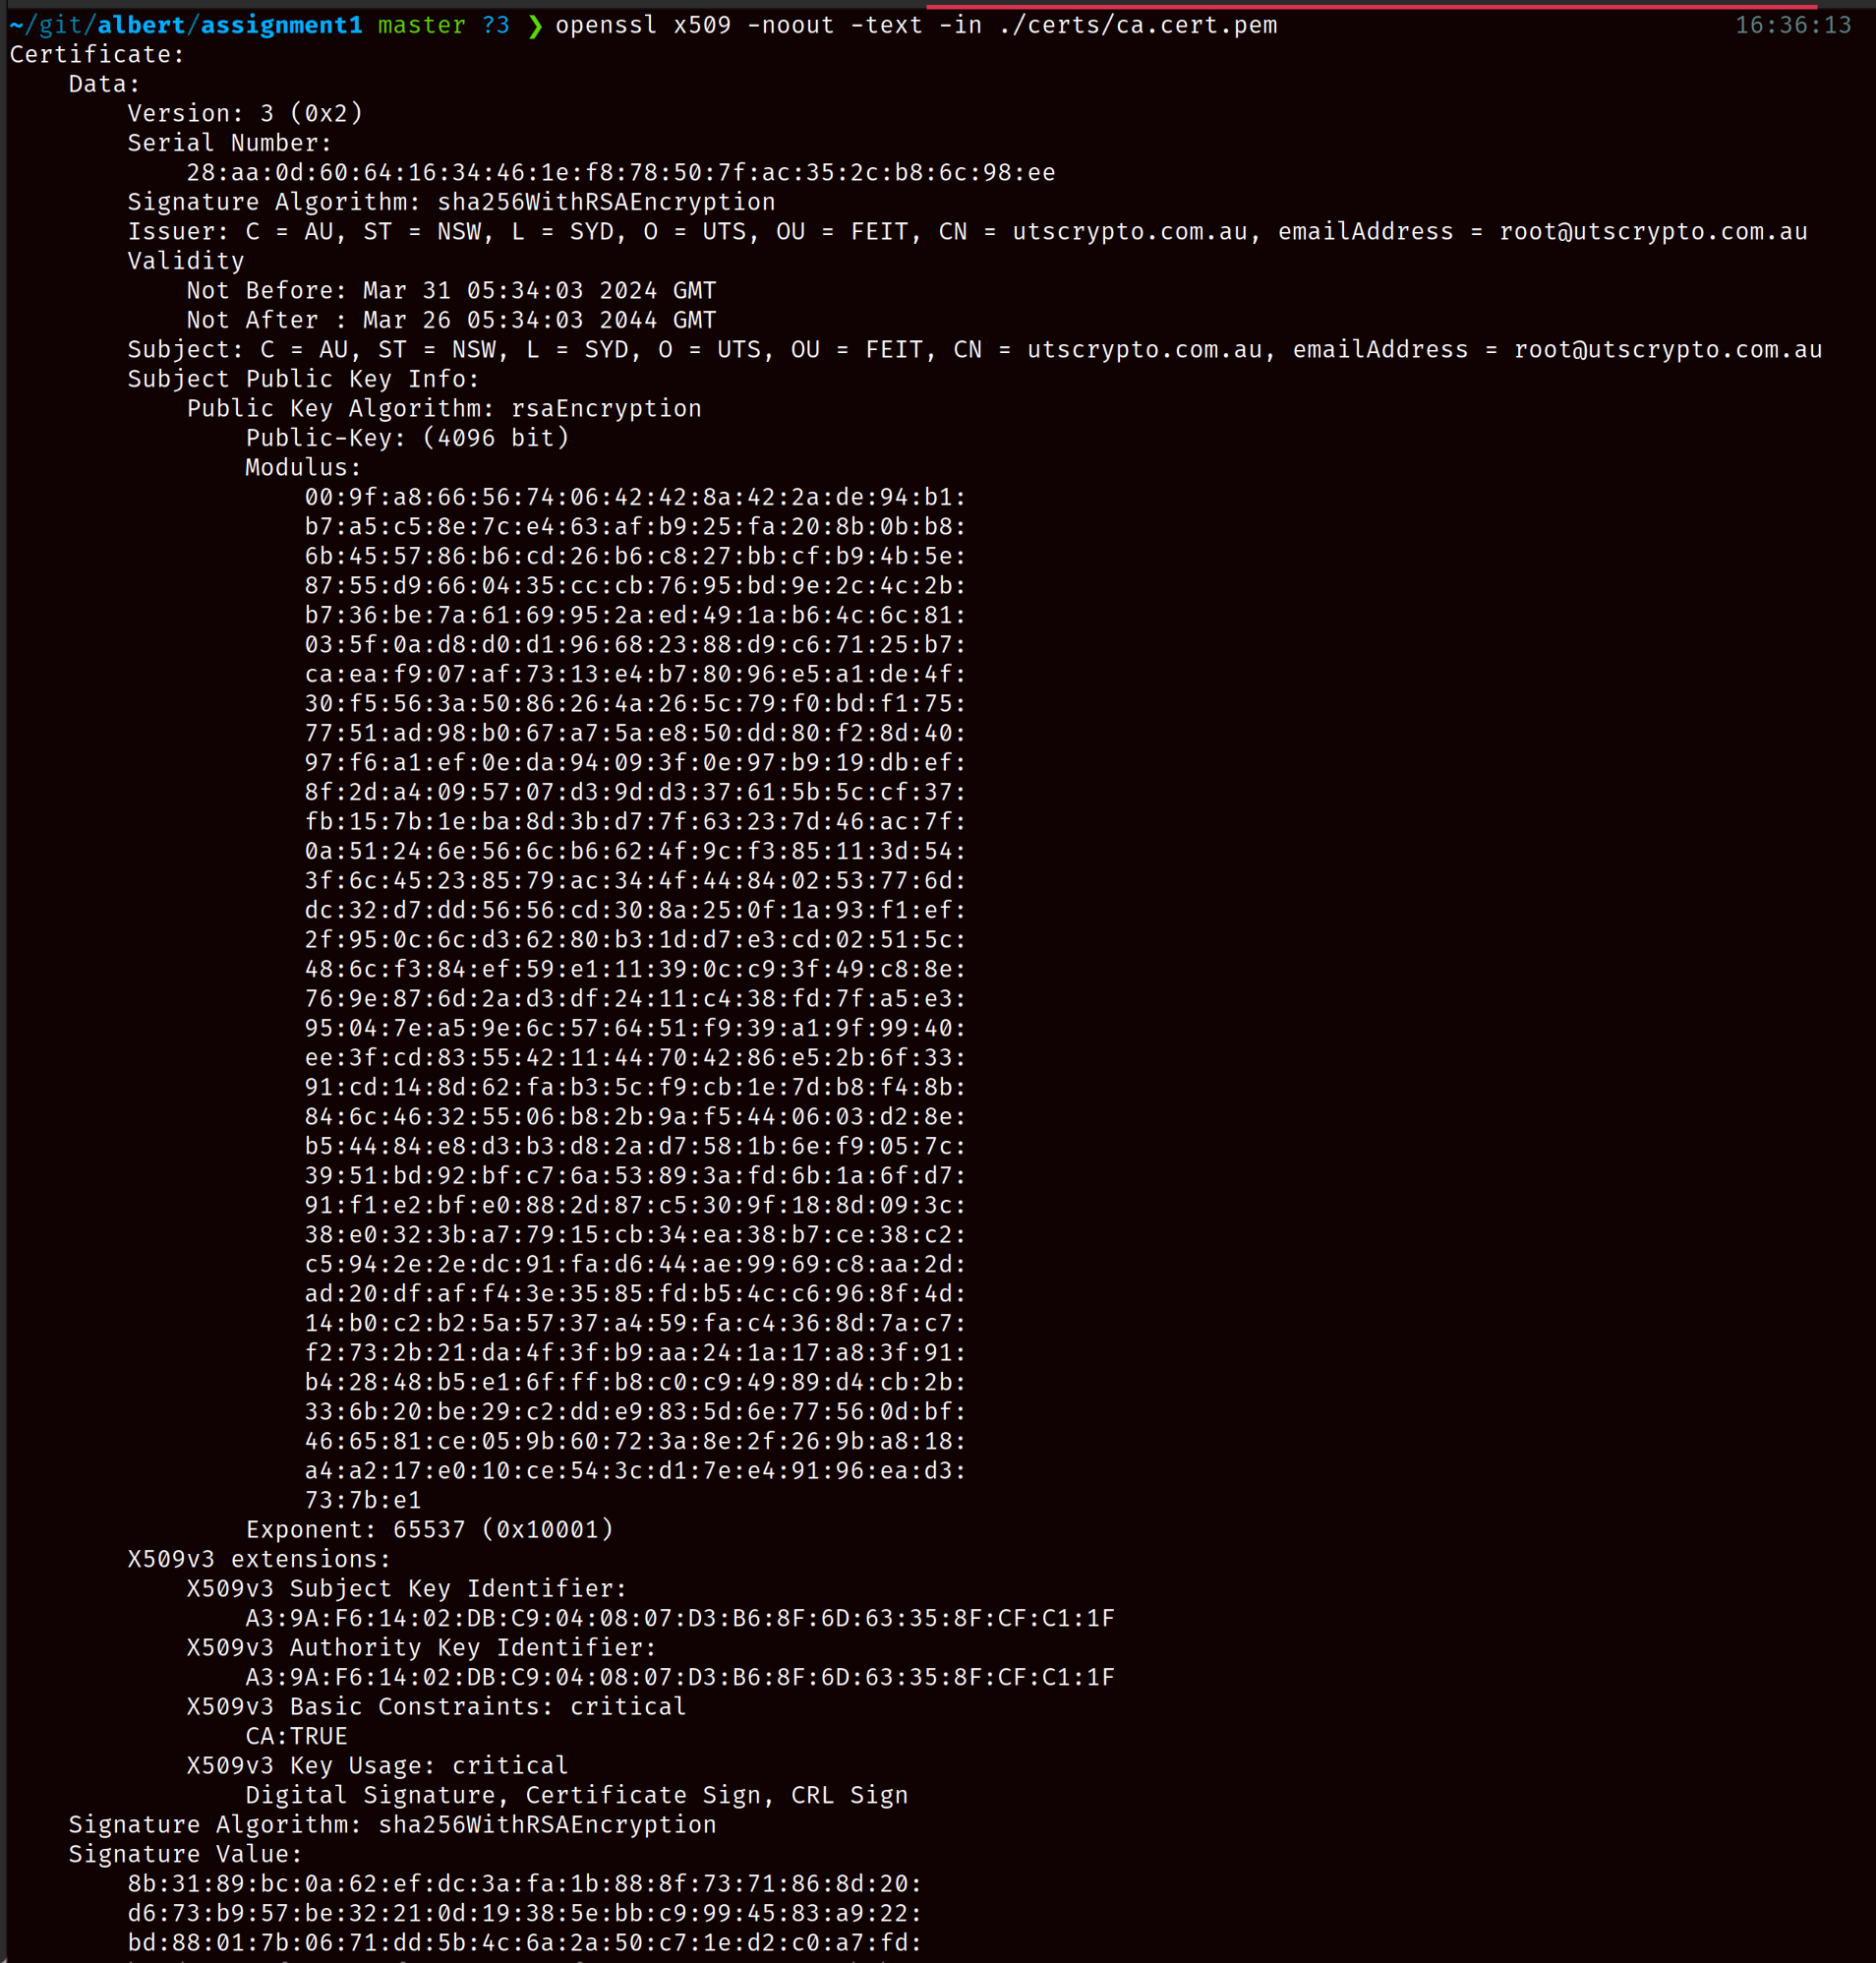 ~/git/albert/assignment1 master ?3 ❯ openssl x509 -noout -text -in ./certs/ca.cert.pem 16:36:13
Certificate:
    Data:
        Version: 3 (0x2)
        Serial Number:
            28:aa:0d:60:64:16:34:46:1e:f8:78:50:7f:ac:35:2c:b8:6c:98:ee
        Signature Algorithm: sha256WithRSAEncryption
        Issuer: C = AU, ST = NSW, L = SYD, O = UTS, OU = FEIT, CN = utscrypto.com.au, emailAddress = root@utscrypto.com.au
        Validity
            Not Before: Mar 31 05:34:03 2024 GMT
            Not After : Mar 26 05:34:03 2044 GMT
        Subject: C = AU, ST = NSW, L = SYD, O = UTS, OU = FEIT, CN = utscrypto.com.au, emailAddress = root@utscrypto.com.au
        Subject Public Key Info:
            Public Key Algorithm: rsaEncryption
                Public-Key: (4096 bit)
                Modulus:
                    00:9f:a8:66:56:74:06:42:42:8a:42:2a:de:94:b1:
                    b7:a5:c5:8e:7c:e4:63:af:b9:25:fa:20:8b:0b:b8:
                    6b:45:57:86:b6:cd:26:b6:c8:27:bb:cf:b9:4b:5e:
                    87:55:d9:66:04:35:cc:cb:76:95:bd:9e:2c:4c:2b:
                    b7:36:be:7a:61:69:95:2a:ed:49:1a:b6:4c:6c:81:
                    03:5f:0a:d8:d0:d1:96:68:23:88:d9:c6:71:25:b7:
                    ca:ea:f9:07:af:73:13:e4:b7:80:96:e5:a1:de:4f:
                    30:f5:56:3a:50:86:26:4a:26:5c:79:f0:bd:f1:75:
                    77:51:ad:98:b0:67:a7:5a:e8:50:dd:80:f2:8d:40:
                    97:f6:a1:ef:0e:da:94:09:3f:0e:97:b9:19:db:ef:
                    8f:2d:a4:09:57:07:d3:9d:d3:37:61:5b:5c:cf:37:
                    fb:15:7b:1e:ba:8d:3b:d7:7f:63:23:7d:46:ac:7f:
                    0a:51:24:6e:56:6c:b6:62:4f:9c:f3:85:11:3d:54:
                    3f:6c:45:23:85:79:ac:34:4f:44:84:02:53:77:6d:
                    dc:32:d7:dd:56:56:cd:30:8a:25:0f:1a:93:f1:ef:
                    2f:95:0c:6c:d3:62:80:b3:1d:d7:e3:cd:02:51:5c:
                    48:6c:f3:84:ef:59:e1:11:39:0c:c9:3f:49:c8:8e:
                    76:9e:87:6d:2a:d3:df:24:11:c4:38:fd:7f:a5:e3:
                    95:04:7e:a5:9e:6c:57:64:51:f9:39:a1:9f:99:40:
                    ee:3f:cd:83:55:42:11:44:70:42:86:e5:2b:6f:33:
                    91:cd:14:8d:62:fa:b3:5c:f9:cb:1e:7d:b8:f4:8b:
                    84:6c:46:32:55:06:b8:2b:9a:f5:44:06:03:d2:8e:
                    b5:44:84:e8:d3:b3:d8:2a:d7:58:1b:6e:f9:05:7c:
                    39:51:bd:92:bf:c7:6a:53:89:3a:fd:6b:1a:6f:d7:
                    91:f1:e2:bf:e0:88:2d:87:c5:30:9f:18:8d:09:3c:
                    38:e0:32:3b:a7:79:15:cb:34:ea:38:b7:ce:38:c2:
                    c5:94:2e:2e:dc:91:fa:d6:44:ae:99:69:c8:aa:2d:
                    ad:20:df:af:f4:3e:35:85:fd:b5:4c:c6:96:8f:4d:
                    14:b0:c2:b2:5a:57:37:a4:59:fa:c4:36:8d:7a:c7:
                    f2:73:2b:21:da:4f:3f:b9:aa:24:1a:17:a8:3f:91:
                    b4:28:48:b5:e1:6f:ff:b8:c0:c9:49:89:d4:cb:2b:
                    33:6b:20:be:29:c2:dd:e9:83:5d:6e:77:56:0d:bf:
                    46:65:81:ce:05:9b:60:72:3a:8e:2f:26:9b:a8:18:
                    a4:a2:17:e0:10:ce:54:3c:d1:7e:e4:91:96:ea:d3:
                    73:7b:e1
                Exponent: 65537 (0x10001)
        X509v3 extensions:
            X509v3 Subject Key Identifier:
                A3:9A:F6:14:02:DB:C9:04:08:07:D3:B6:8F:6D:63:35:8F:CF:C1:1F
            X509v3 Authority Key Identifier:
                A3:9A:F6:14:02:DB:C9:04:08:07:D3:B6:8F:6D:63:35:8F:CF:C1:1F
            X509v3 Basic Constraints: critical
                CA:TRUE
            X509v3 Key Usage: critical
                Digital Signature, Certificate Sign, CRL Sign
    Signature Algorithm: sha256WithRSAEncryption
    Signature Value:
        8b:31:89:bc:0a:62:ef:dc:3a:fa:1b:88:8f:73:71:86:8d:20:
        d6:73:b9:57:be:32:21:0d:19:38:5e:bb:c9:99:45:83:a9:22:
        bd:88:01:7b:06:71:dd:5b:4c:6a:2a:50:c7:1e:d2:c0:a7:fd: